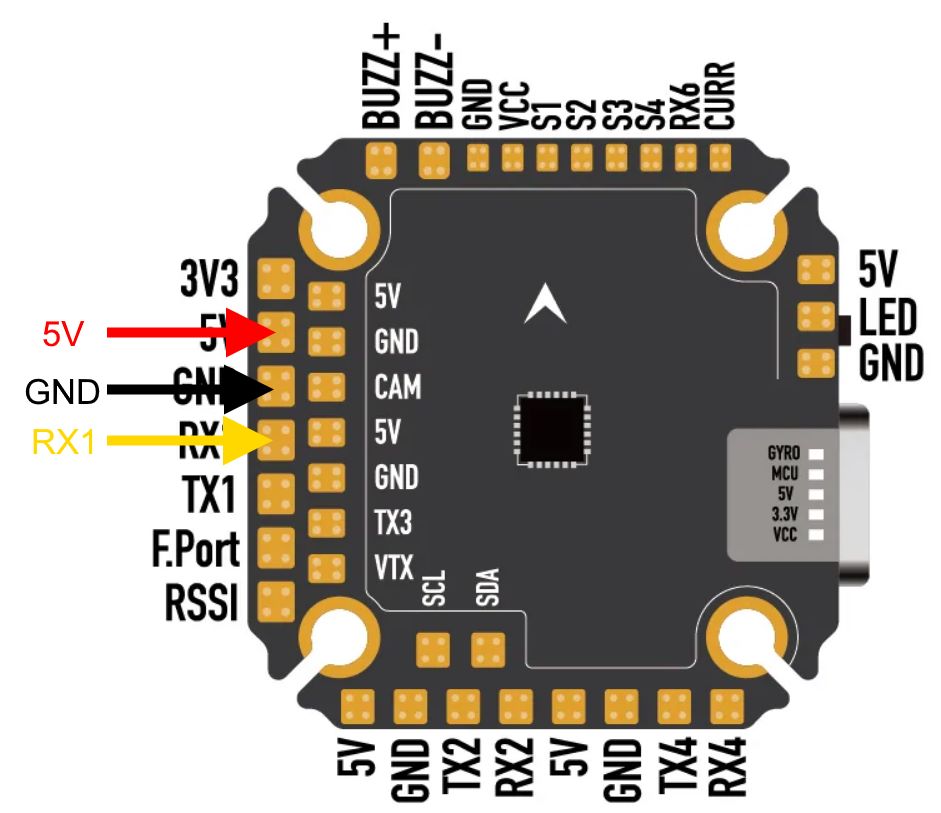 BUZZ+
BUZZ-
GND
VCC
S1
S2
S3
S4
RX6
CURR
3V3
5V
5V
GND
GND
RX1
RX1
TX1
F.Port
RSSI
5V
GND
CAM
5V
GND
TX3
VTX
SCL
SDA
5V
LED
GND
GYRO
MCU
5V
3.3V
VCC
5V
GND
TX2
RX2
5V
GND
TX4
RX4